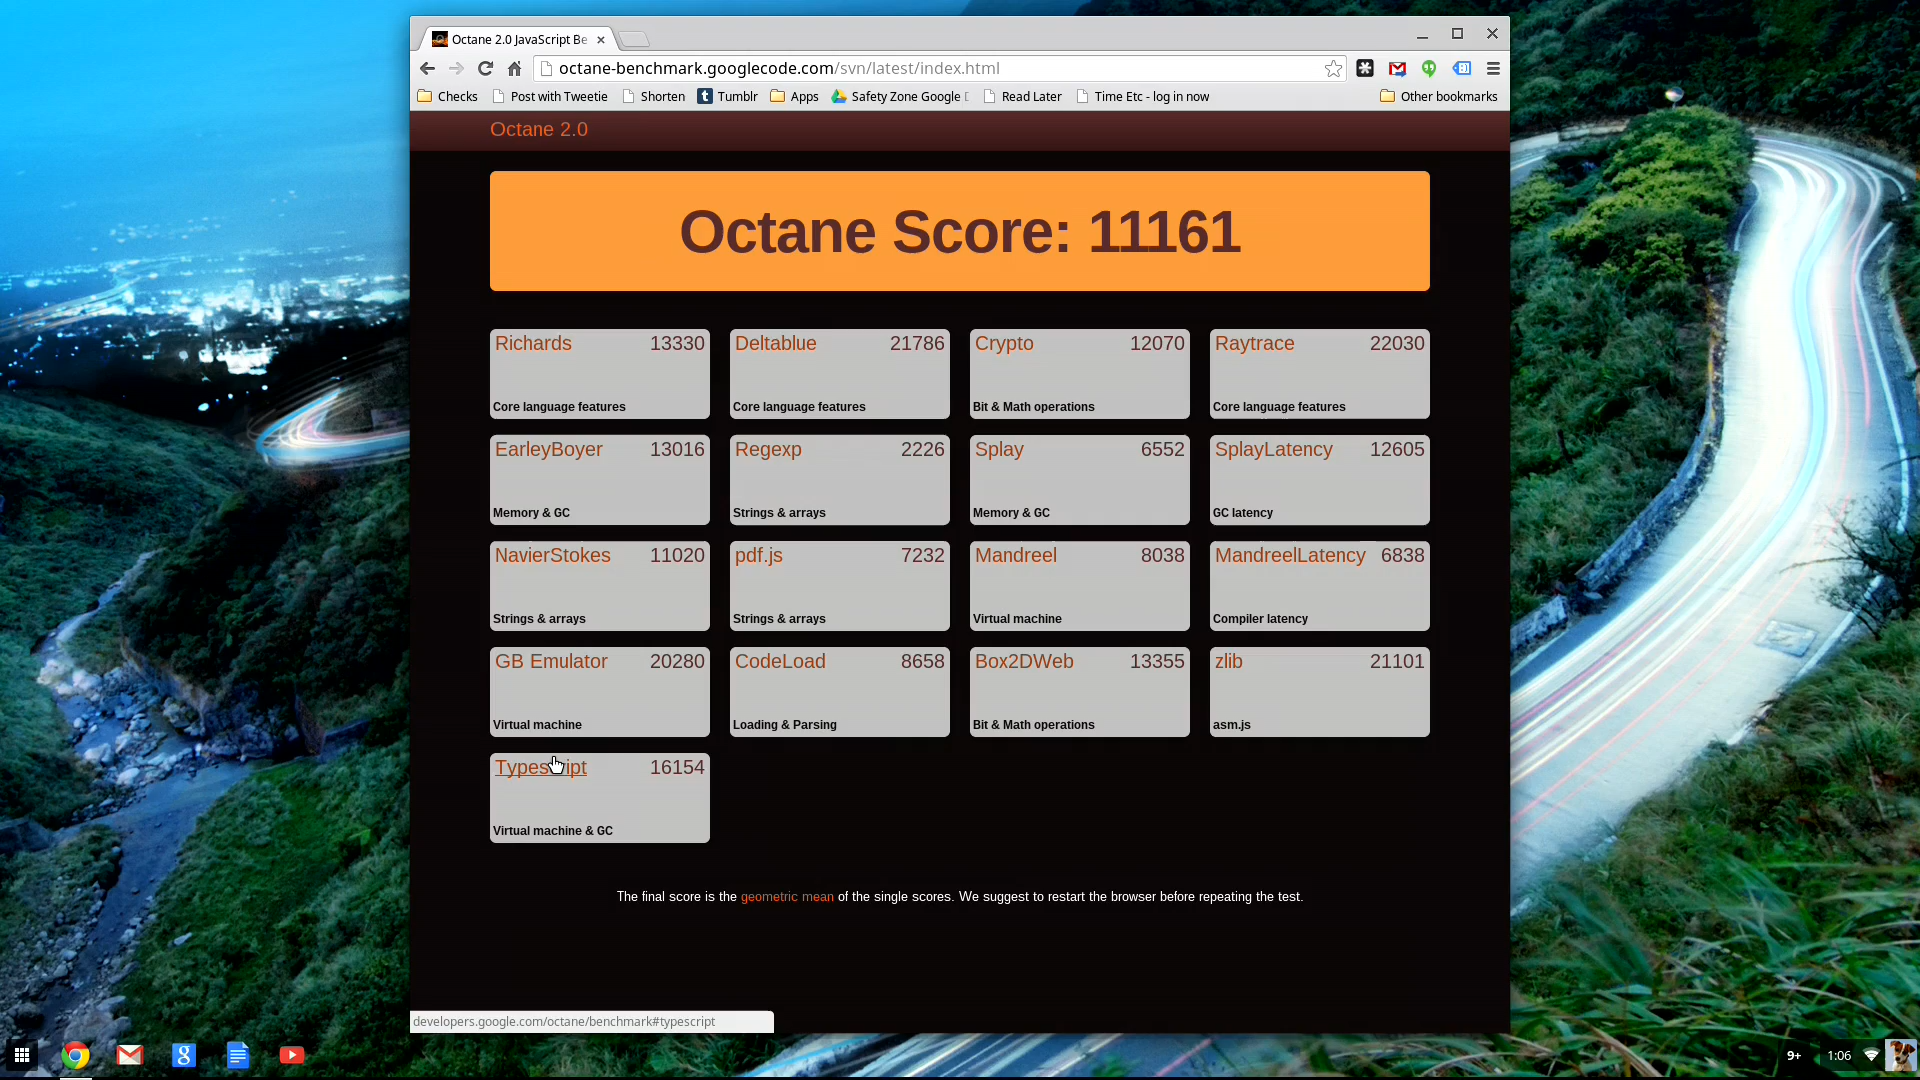 Octane 2.0 JavaScript Be
octane-benchmark.googlecode.com/svn/latest/index.html
Checks Post with Tweetie Shorten Tumblr Apps Safety Zone Google Read Later Time Etc - log in now Other bookmarks
Octane 2.0
Octane Score: 11161
Richards 13330 Deltablue 21786 Crypto 12070 Raytrace 22030
Core language features Core language features Bit & Math operations Core language features
EarleyBoyer 13016 Regexp 2226 Splay 6552 SplayLatency 12605
Memory & GC Strings & arrays Memory & GC GC latency
NavierStokes 11020 pdf.js 7232 Mandreel 8038 MandreelLatency 6838
Strings & arrays Strings & arrays Virtual machine Compiler latency
GB Emulator 20280 CodeLoad 8658 Box2DWeb 13355 zlib 21101
Virtual machine Loading & Parsing Bit & Math operations asm.js
Typescript 16154
Virtual machine & GC
The final score is the geometric mean of the single scores. We suggest to restart the browser before repeating the test.
developers.google.com/octane/benchmark#typescript
9+ 1:06